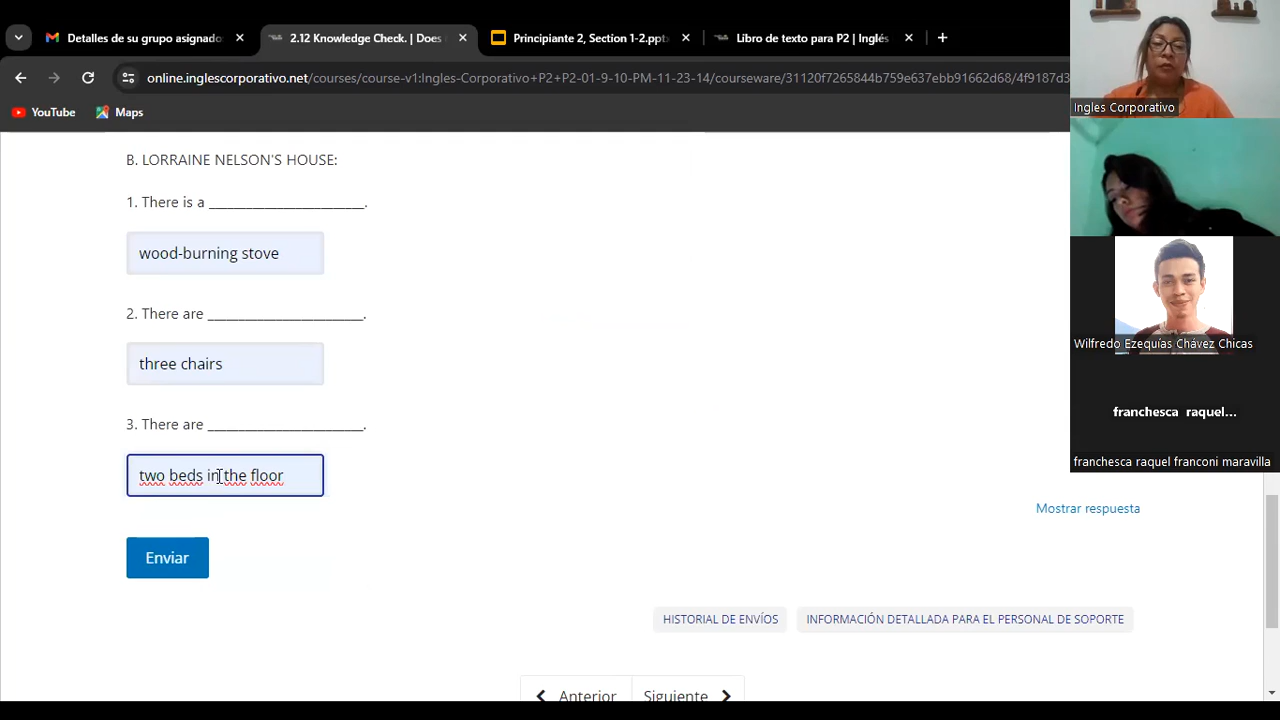 Detalles de su grupo asignado
2.12 Knowledge Check. | Does
Principiante 2, Section 1-2.ppt
Libro de texto para P2 | Inglés
online.inglescorporativo.net/courses/course-v1:Ingles-Corporativo+P2+P2-01-9-10-PM-11-23-14/courseware/31120f7265844b759e637ebb91662d68/4f9187d3
YouTube
Maps
B. LORRAINE NELSON'S HOUSE:
1. There is a ________________________.
wood-burning stove
2. There are ________________________.
three chairs
3. There are ________________________.
two beds in the floor
Mostrar respuesta
Enviar
HISTORIAL DE ENVÍOS
INFORMACIÓN DETALLADA PARA EL PERSONAL DE SOPORTE
Anterior
Siguiente
Ingles Corporativo
Wilfredo Ezequías Chávez Chicas
franchesca raquel...
franchesca raquel franconi maravilla